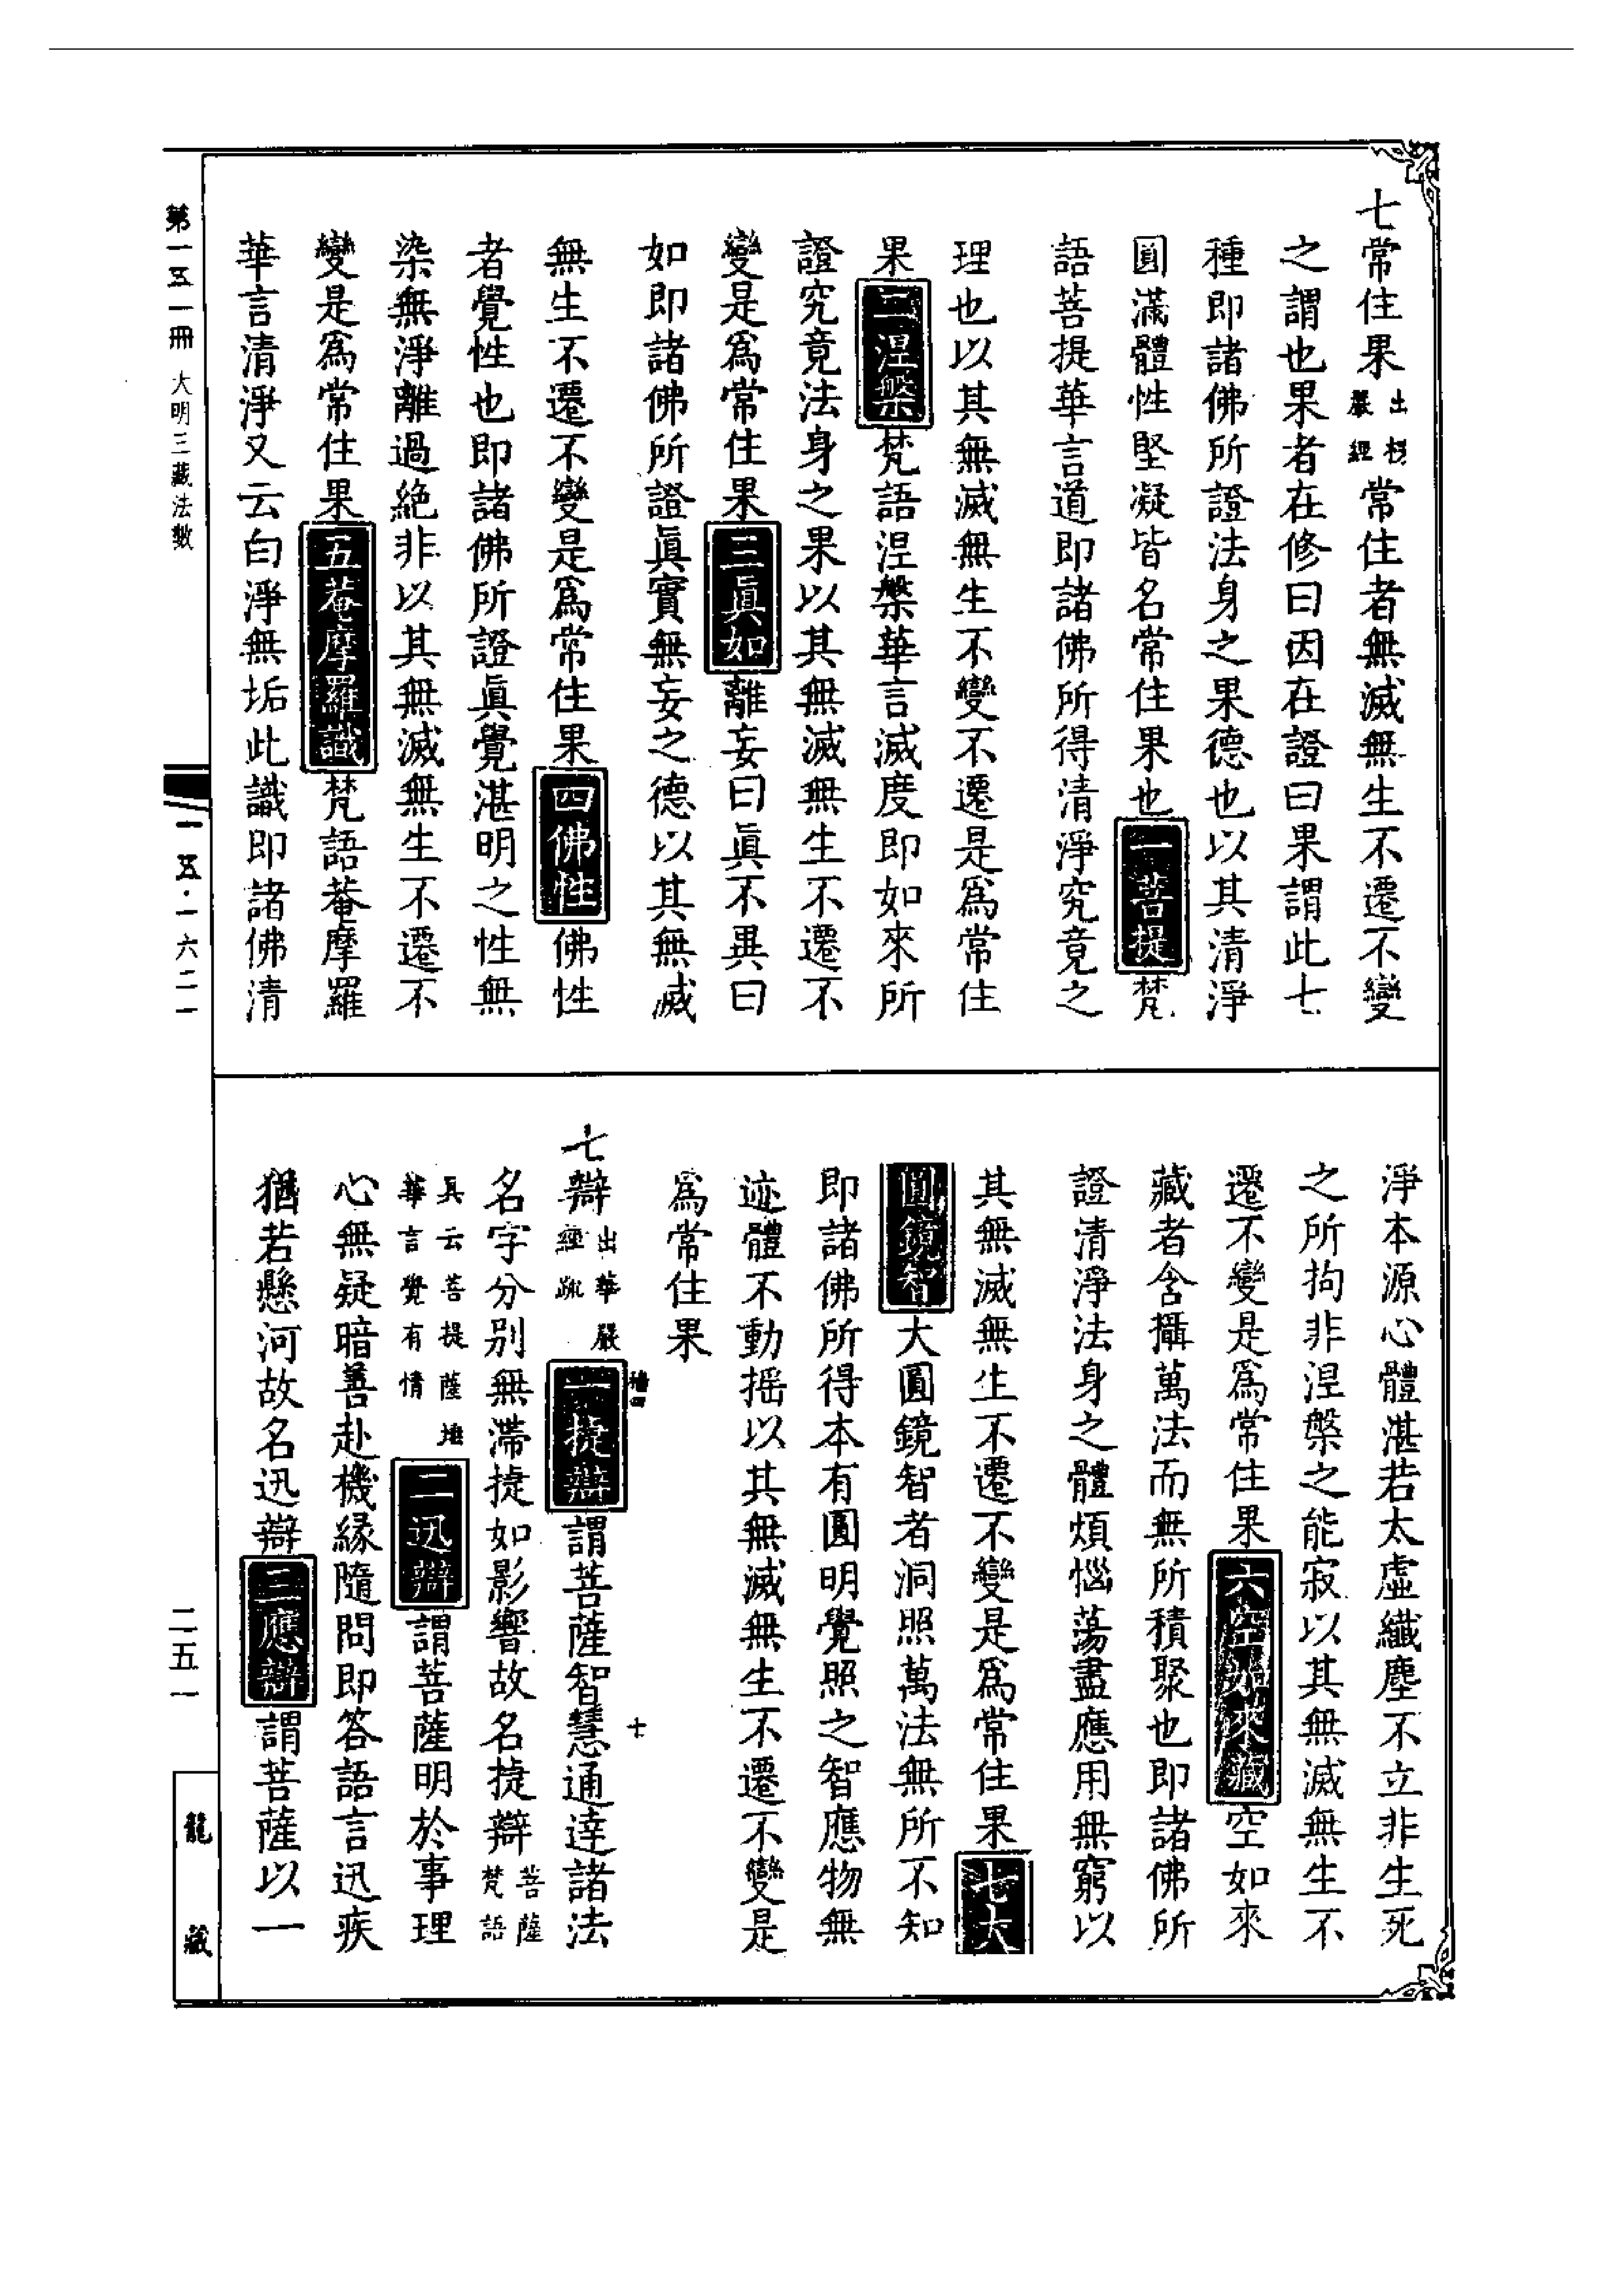 七常住果出楞嚴經常住者無滅無生不遷不變
之謂也果者在修曰因在證曰果謂此七
種即諸佛所證法身之果德也以其清淨
圓滿體性堅凝皆名常住果也一菩提梵
語菩提華言道即諸佛所得清淨究竟之
理也以其無滅無生不變不遷是爲常住
果二涅槃梵語涅槃華言滅度即如來所
證究竟法身之果以其無滅無生不遷不
變是爲常住果三眞如離妄曰眞不異曰
如即諸佛所證眞實無妄之德以其無滅
無生不遷不變是爲常住果四佛性佛性
者覺性也即諸佛所證眞覺湛明之性無
染無淨離過絶非以其無滅無生不遷不
變是爲常住果五菴摩羅識梵語菴摩羅
華言清淨又云白淨無垢此識即諸佛清
淨本源心體湛若太虛纖塵不立非生死
之所拘非涅槃之能寂以其無滅無生不
遷不變是爲常住果六空如來藏空如來
藏者含攝萬法而無所積聚也即諸佛所
證清淨法身之體煩惱蕩盡應用無窮以
其無滅無生不遷不變是爲常住果七大
圓鏡智大圓鏡智者洞照萬法無所不知
即諸佛所得本有圓明覺照之智應物無
迹體不動摇以其無滅無生不遷不變是
爲常住果
七辯出華嚴經疏一捷辯謂菩薩智慧通達諸法
名字分别無滯捷如影響故名捷辯菩薩梵語
具云菩提薩埵華言覺有情二迅辯謂菩薩明於事理
心無疑暗善赴機緣隨問即答語言迅疾
猶若懸河故名迅辯三應辯謂菩薩以一
第一五一冊 大明三藏法數
一五·一六二一
二五一
龍藏